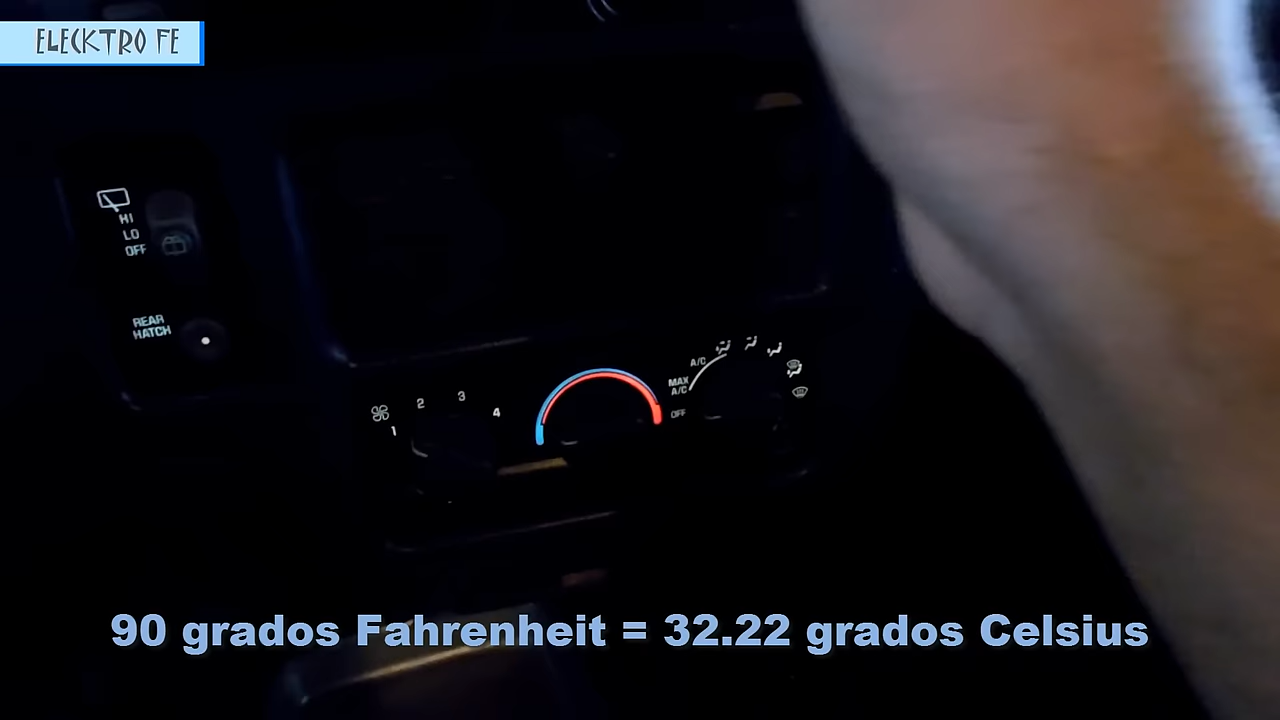 ELECKTRO FE
HI
LO
OFF
REAR
HATCH
1
2
3
4
A/C
MAX
A/C
OFF
90 grados Fahrenheit = 32.22 grados Celsius